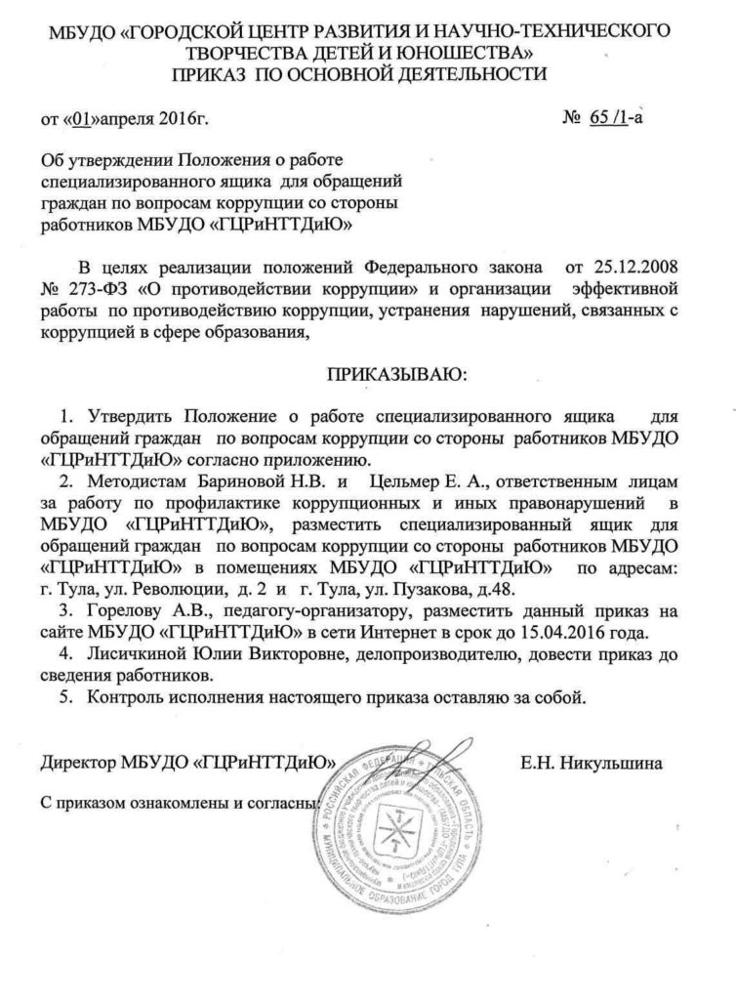 МБУДО «ГОРОДСКОЙ ЦЕНТР РАЗВИТИЯ И НАУЧНО-ТЕХНИЧЕСКОГО
ТВОРЧЕСТВА ДЕТЕЙ И ЮНОШЕСТВА»
ПРИКАЗ ПО ОСНОВНОЙ ДЕЯТЕЛЬНОСТИ
от «01»апреля 2016г. № 65 /1-а
Об утверждении Положения о работе
специализированного ящика для обращений
граждан по вопросам коррупции со стороны
работников МБУДО «ГЦРиНТТДиЮ»
В целях реализации положений Федерального закона от 25.12.2008
№ 273-ФЗ «О противодействии коррупции» и организации эффективной
работы по противодействию коррупции, устранения нарушений, связанных с
коррупцией в сфере образования,
ПРИКАЗЫВАЮ:
1. Утвердить Положение о работе специализированного ящика для
обращений граждан по вопросам коррупции со стороны работников МБУДО
«ГЦРиНТТДиЮ» согласно приложению.
2. Методистам Бариновой Н.В. и Цельмер Е. А., ответственным лицам
за работу по профилактике коррупционных и иных правонарушений в
МБУДО «ГЦРиНТТДиЮ», разместить специализированный ящик для
обращений граждан по вопросам коррупции со стороны работников МБУДО
«ГЦРиНТТДиЮ» в помещениях МБУДО «ГЦРиНТТДиЮ» по адресам:
г. Тула, ул. Революции, д. 2 и г. Тула, ул. Пузакова, д.48.
3. Горелову А.В., педагогу-организатору, разместить данный приказ на
сайте МБУДО «ГЦРиНТТДиЮ» в сети Интернет в срок до 15.04.2016 года.
4. Лисичкиной Юлии Викторовне, делопроизводителю, довести приказ до
сведения работников.
5. Контроль исполнения настоящего приказа оставляю за собой.
Директор МБУДО «ГЦРиНТТДиЮ» Е.Н. Никульшина
С приказом ознакомлены и согласны:
РОССИЙСКАЯ ФЕДЕРАЦИЯ * ТУЛЬСКАЯ ОБЛАСТЬ
МУНИЦИПАЛЬНОЕ ОБРАЗОВАНИЕ ГОРОД ТУЛА